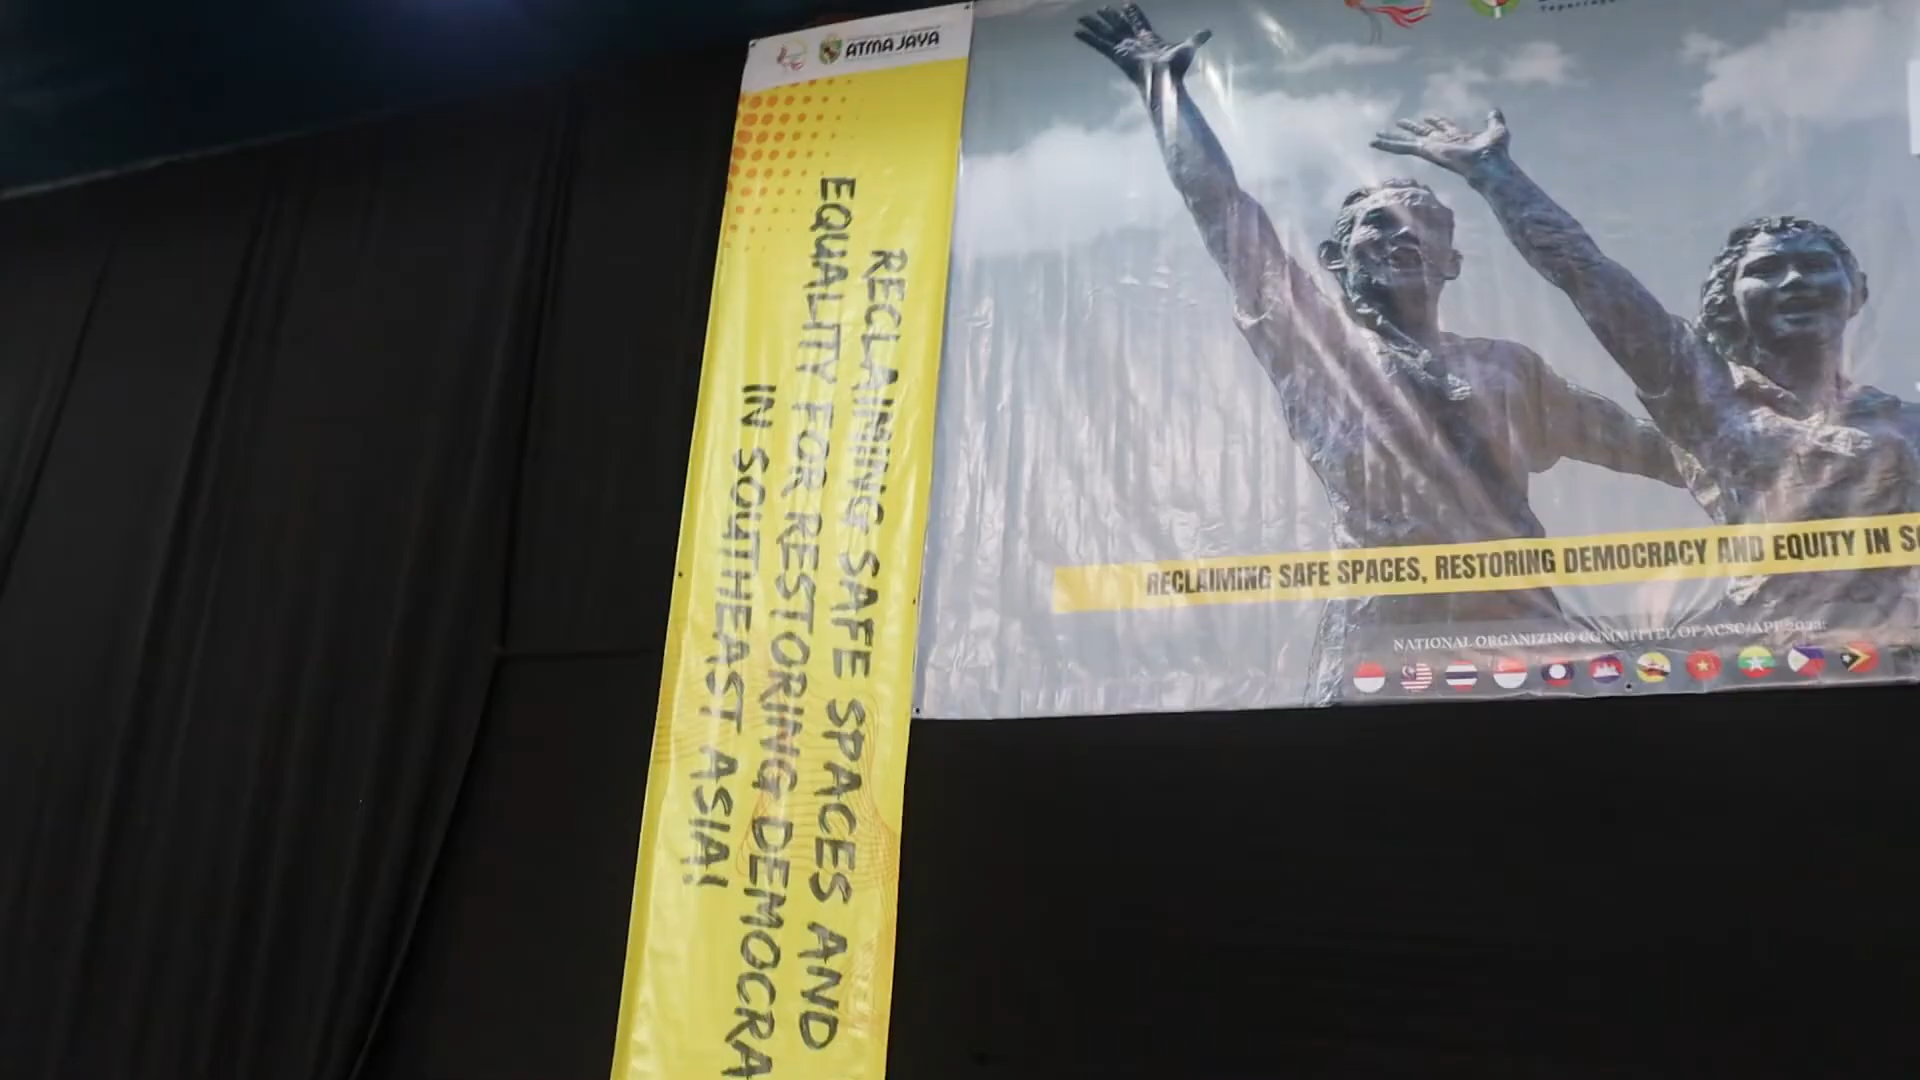 ATMA JAYA
RECLAIMING SAFE SPACES AND
EQUALITY FOR RESTORING DEMOCRA
IN SOUTHEAST ASIA!
RECLAIMING SAFE SPACES, RESTORING DEMOCRACY AND EQUITY IN S
NATIONAL ORGANIZING COMMITTEE OF ACSC/APF 2023: